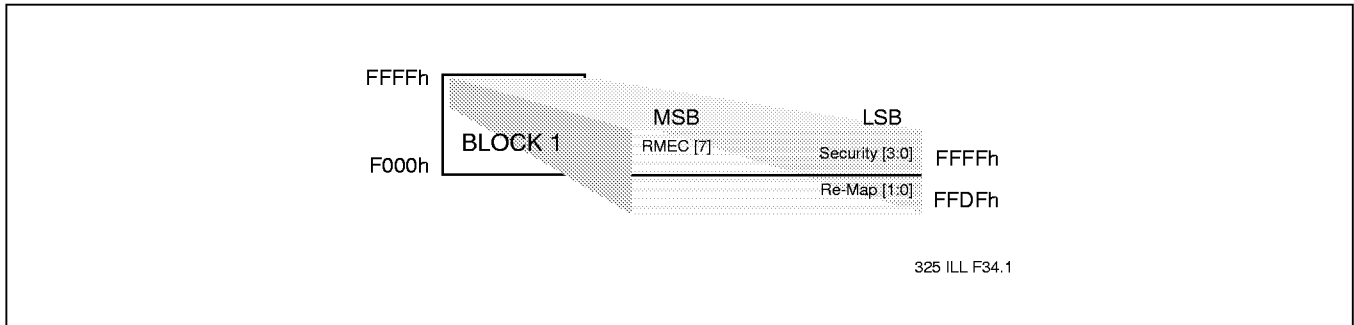 FFFFh
MSB LSB
BLOCK 1 RMEC [7] Security [3:0] FFFFh
F000h
Re-Map [1:0] FFDFh
325 ILL F34.1